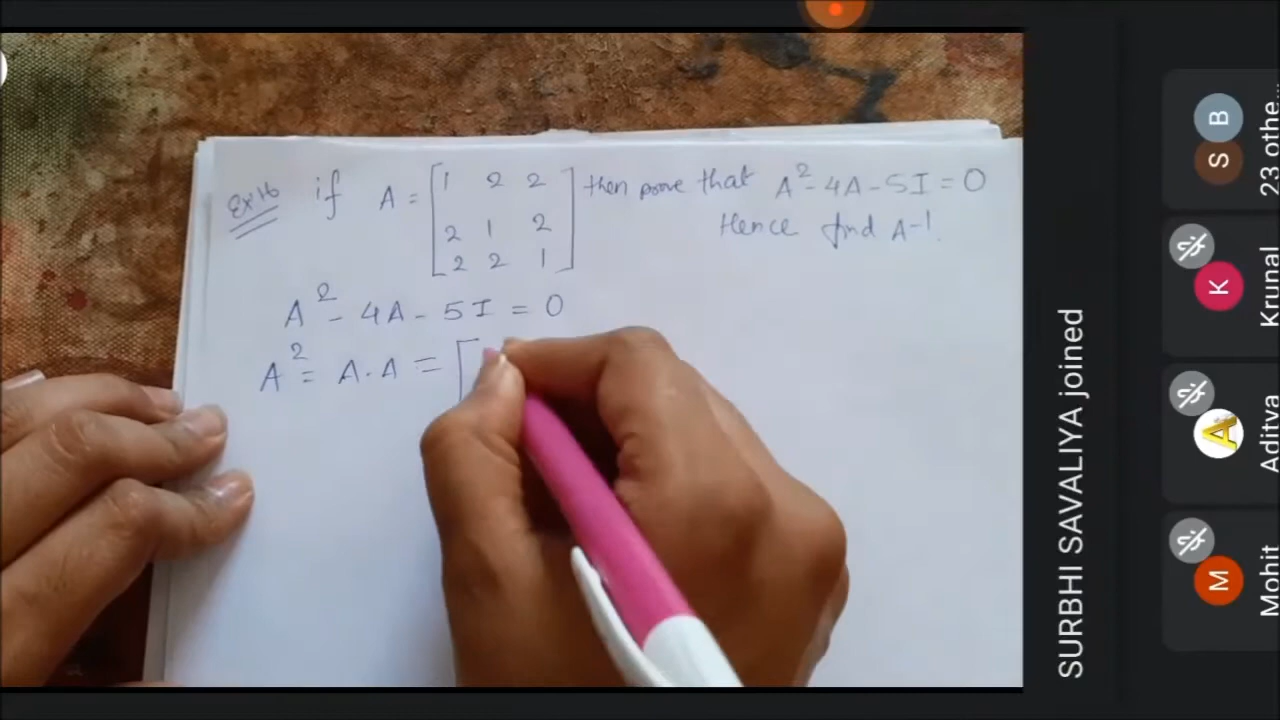 Ex 16 if A = [1 2 2 then prove that A² - 4A - 5I = 0
2 1 2 Hence find A-1.
2 2 1]
A² - 4A - 5I = 0
A² = A.A = [
SURBHI SAVALIYA joined
S B
23 othe...
K
Krunal
A
Aditya
M
Mohit